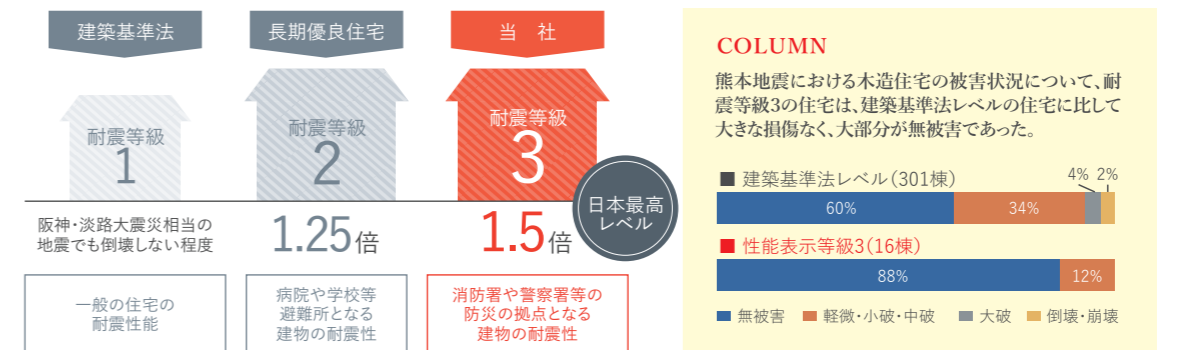 建築基準法
耐震等級
1
阪神・淡路大震災相当の
地震でも倒壊しない程度
一般の住宅の
耐震性能
長期優良住宅
耐震等級
2
1.25倍
病院や学校等
避難所となる
建物の耐震性
当 社
耐震等級
3
1.5倍
日本最高
レベル
消防署や警察署等の
防災の拠点となる
建物の耐震性
COLUMN
熊本地震における木造住宅の被害状況について、耐
震等級3の住宅は、建築基準法レベルの住宅に比して
大きな損傷なく、大部分が無被害であった。
■ 建築基準法レベル(301棟)
4% 2%
60% 34%
■ 性能表示等級3(16棟)
88% 12%
無被害 軽微・小破・中破 大破 倒壊・崩壊